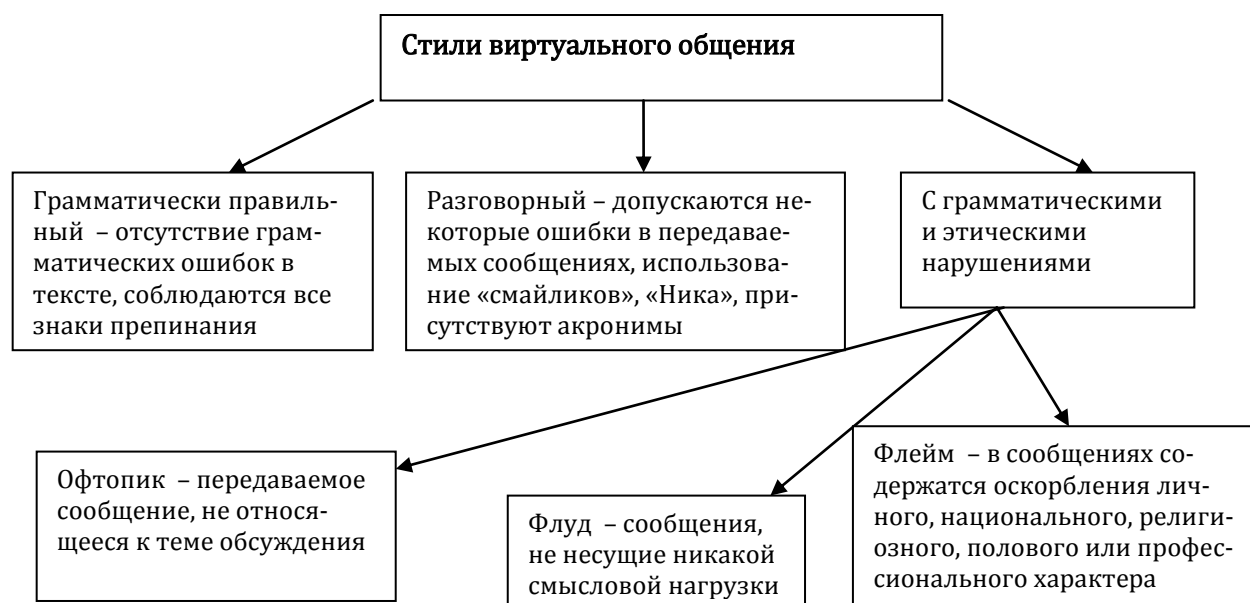 Стили виртуального общения
Грамматически правиль-
ный – отсутствие грам-
матических ошибок в
тексте, соблюдаются все
знаки препинания
Разговорный – допускаются не-
которые ошибки в передавае-
мых сообщениях, использова-
ние «смайликов», «Ника», при-
сутствуют акронимы
С грамматическими
и этическими
нарушениями
Офтопик – передаваемое
сообщение, не относя-
щееся к теме обсуждения
Флуд – сообщения,
не несущие никакой
смысловой нагрузки
Флейм – в сообщениях со-
держатся оскорбления лич-
ного, национального, религи-
озного, полового или профес-
сионального характера